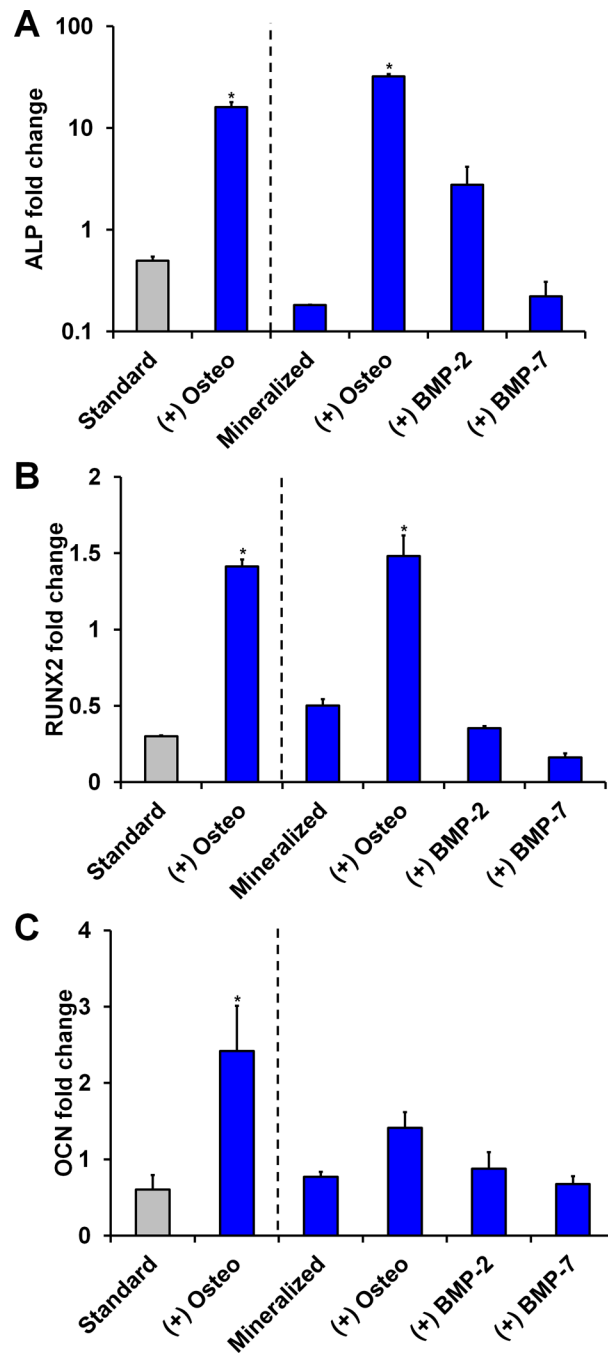 A
ALP fold change
100
10
1
0.1
*
*
Standard
(+) Osteo
Mineralized
(+) Osteo
(+) BMP-2
(+) BMP-7
B
RUNX2 fold change
2
1.5
1
0.5
0
*
*
Standard
(+) Osteo
Mineralized
(+) Osteo
(+) BMP-2
(+) BMP-7
C
OCN fold change
4
3
2
1
0
*
Standard
(+) Osteo
Mineralized
(+) Osteo
(+) BMP-2
(+) BMP-7